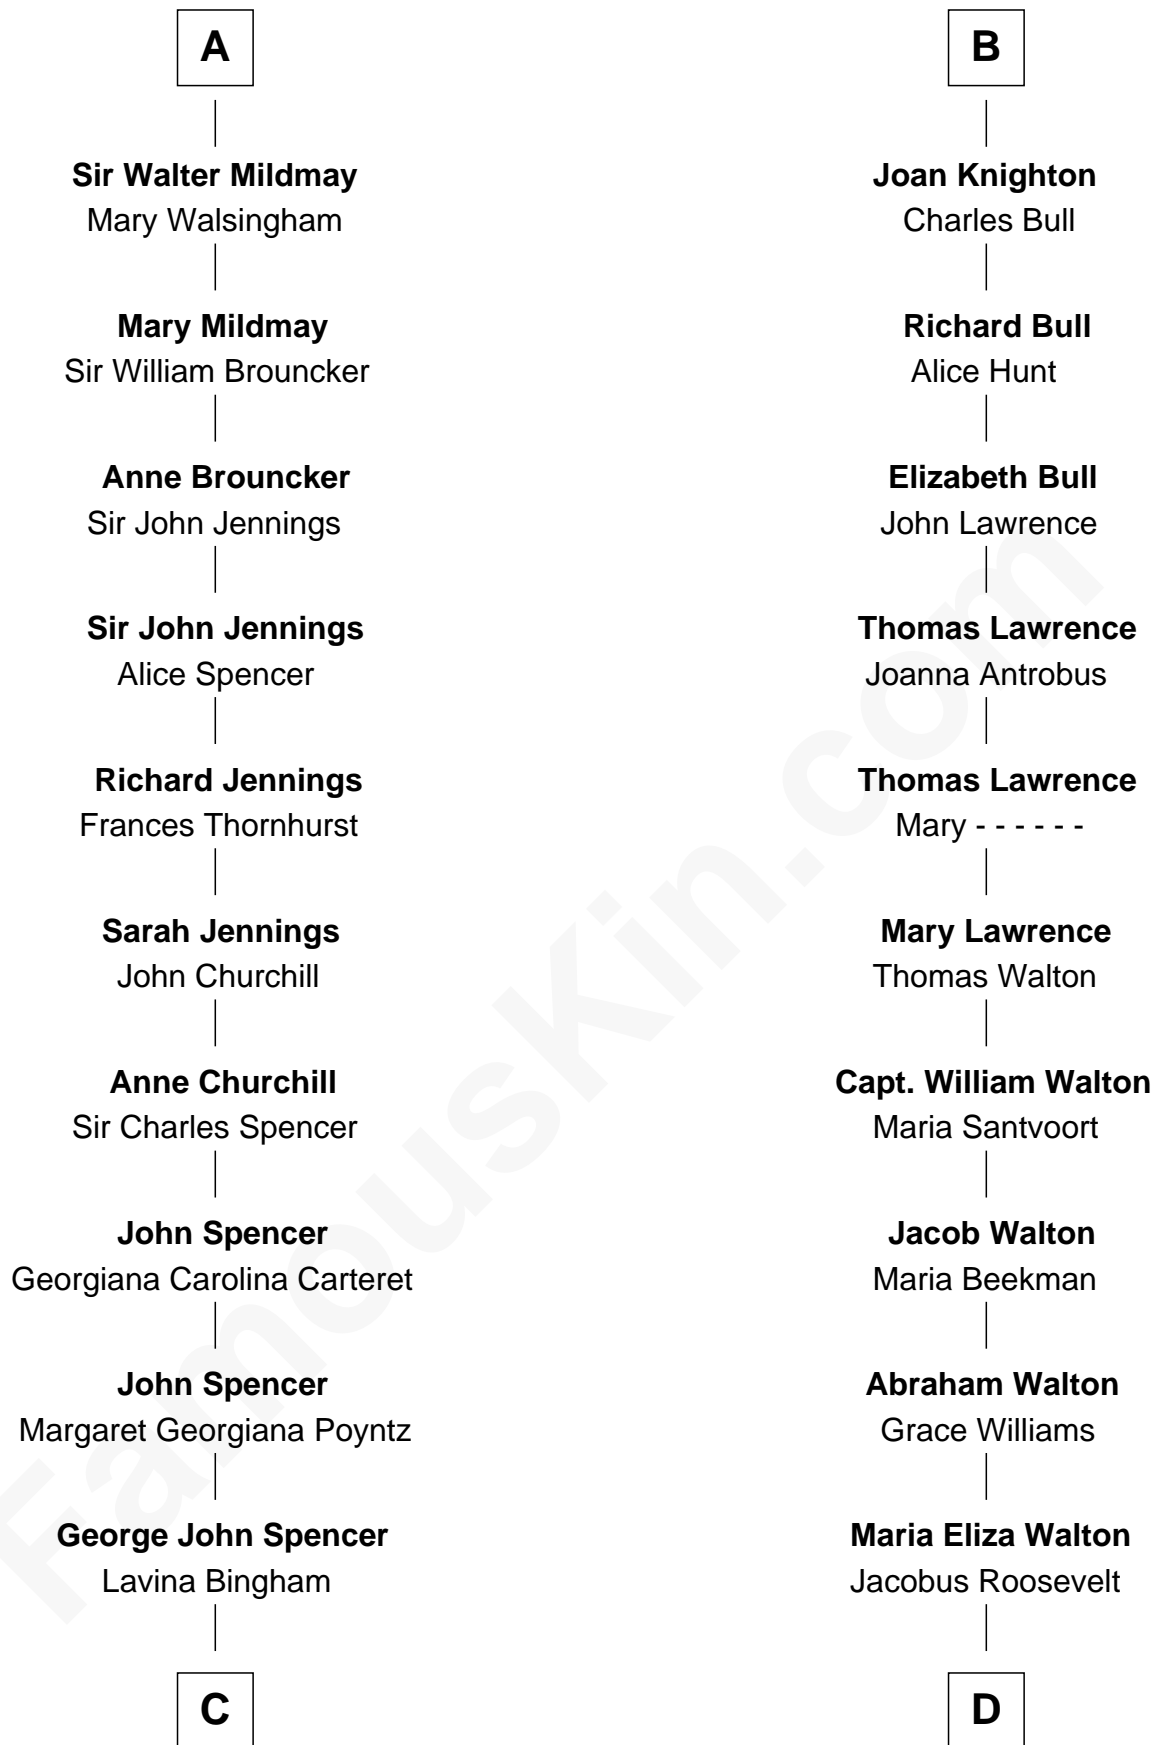 A
Sir Walter Mildmay
Mary Walsingham
Mary Mildmay
Sir William Brouncker
Anne Brouncker
Sir John Jennings
Sir John Jennings
Alice Spencer
Richard Jennings
Frances Thornhurst
Sarah Jennings
John Churchill
Anne Churchill
Sir Charles Spencer
John Spencer
Georgiana Carolina Carteret
John Spencer
Margaret Georgiana Poyntz
George John Spencer
Lavina Bingham
C
B
Joan Knighton
Charles Bull
Richard Bull
Alice Hunt
Elizabeth Bull
John Lawrence
Thomas Lawrence
Joanna Antrobus
Thomas Lawrence
Mary - - - - - -
Mary Lawrence
Thomas Walton
Capt. William Walton
Maria Santvoort
Jacob Walton
Maria Beekman
Abraham Walton
Grace Williams
Maria Eliza Walton
Jacobus Roosevelt
D
FamousKin.com